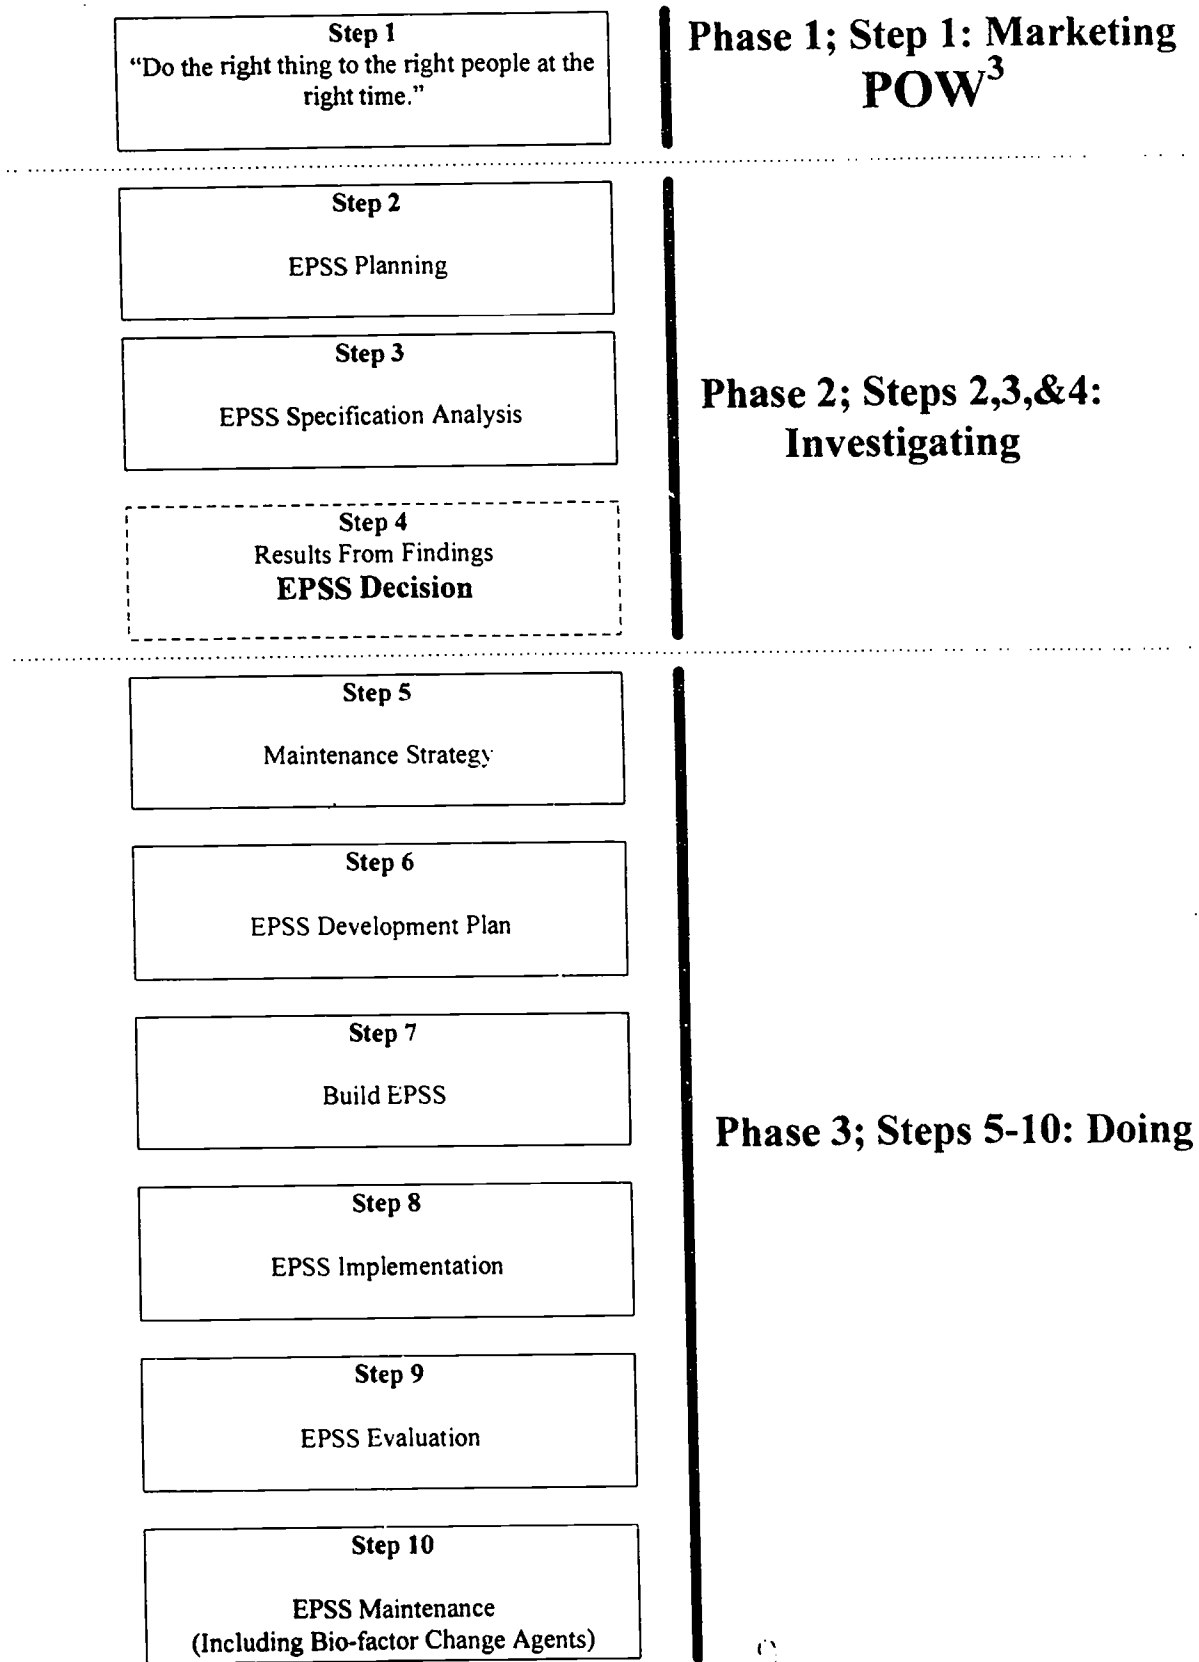 Step 1
“Do the right thing to the right people at the
right time.”
Phase 1; Step 1: Marketing
POW³
Step 2
EPSS Planning
Step 3
EPSS Specification Analysis
Step 4
Results From Findings
EPSS Decision
Phase 2; Steps 2,3,&4:
Investigating
Step 5
Maintenance Strategy
Step 6
EPSS Development Plan
Step 7
Build EPSS
Step 8
EPSS Implementation
Step 9
EPSS Evaluation
Step 10
EPSS Maintenance
(Including Bio-factor Change Agents)
Phase 3; Steps 5-10: Doing